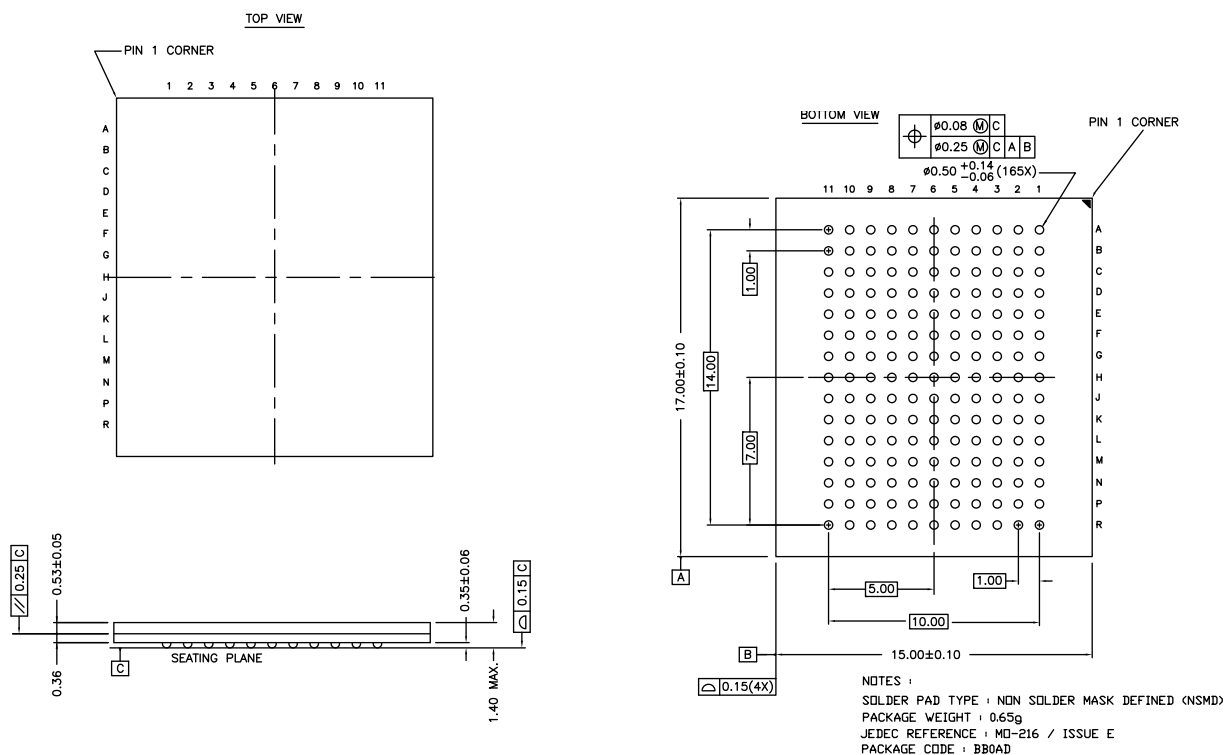 TOP VIEW
PIN 1 CORNER
1 2 3 4 5 6 7 8 9 10 11
A
B
C
D
E
F
G
H
J
K
L
M
N
P
R
// 0.25 C
0.53±0.05
0.36
C
SEATING PLANE
0.35±0.06
1.40 MAX.
0.15 C
BOTTOM VIEW
ø0.08 Ⓜ C
ø0.25 Ⓜ C A B
ø0.50 +0.14 -0.06 (165X)
PIN 1 CORNER
11 10 9 8 7 6 5 4 3 2 1
A
B
C
D
E
F
G
H
J
K
L
M
N
P
R
1.00
17.00±0.10
14.00
7.00
A
5.00
1.00
10.00
B
15.00±0.10
0.15(4X)
NOTES :
SOLDER PAD TYPE : NON SOLDER MASK DEFINED (NSMD)
PACKAGE WEIGHT : 0.65g
JEDEC REFERENCE : MO-216 / ISSUE E
PACKAGE CODE : BB0AD